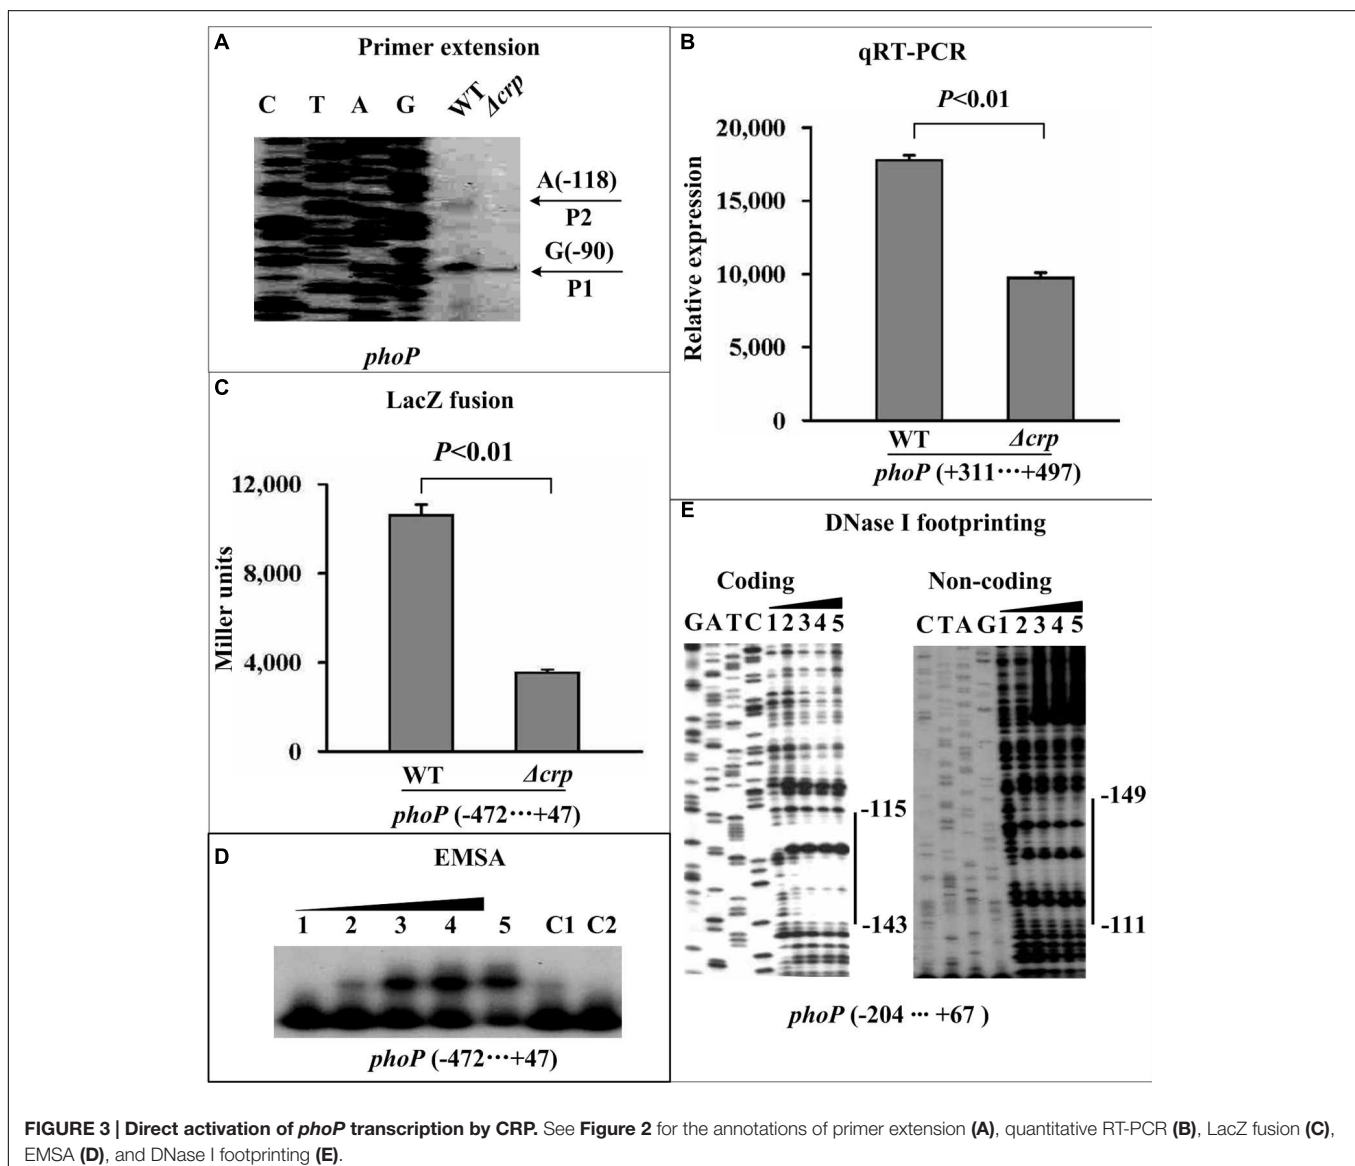 A
Primer extension
C T A G WT Δcrp
A(-118)
P2
G(-90)
P1
phoP
B
qRT-PCR
P<0.01
20,000
15,000
10,000
5,000
0
Relative expression
WT Δcrp
phoP (+311···+497)
C
LacZ fusion
P<0.01
12,000
8,000
4,000
0
Miller units
WT Δcrp
phoP (-472···+47)
D
EMSA
1 2 3 4 5 C1 C2
phoP (-472···+47)
E
DNase I footprinting
Coding
G A T C 1 2 3 4 5
-115
-143
Non-coding
C T A G 1 2 3 4 5
-149
-111
phoP (-204 ··· +67 )
FIGURE 3 | Direct activation of phoP transcription by CRP. See Figure 2 for the annotations of primer extension (A), quantitative RT-PCR (B), LacZ fusion (C),
EMSA (D), and DNase I footprinting (E).